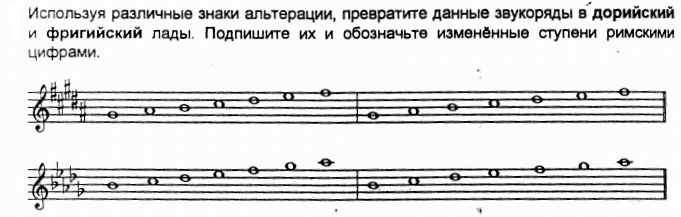 Используя различные знаки альтерации, превратите данные звукоряды в дорийский
и фригийский лады. Подпишите их и обозначьте изменённые ступени римскими
цифрами.